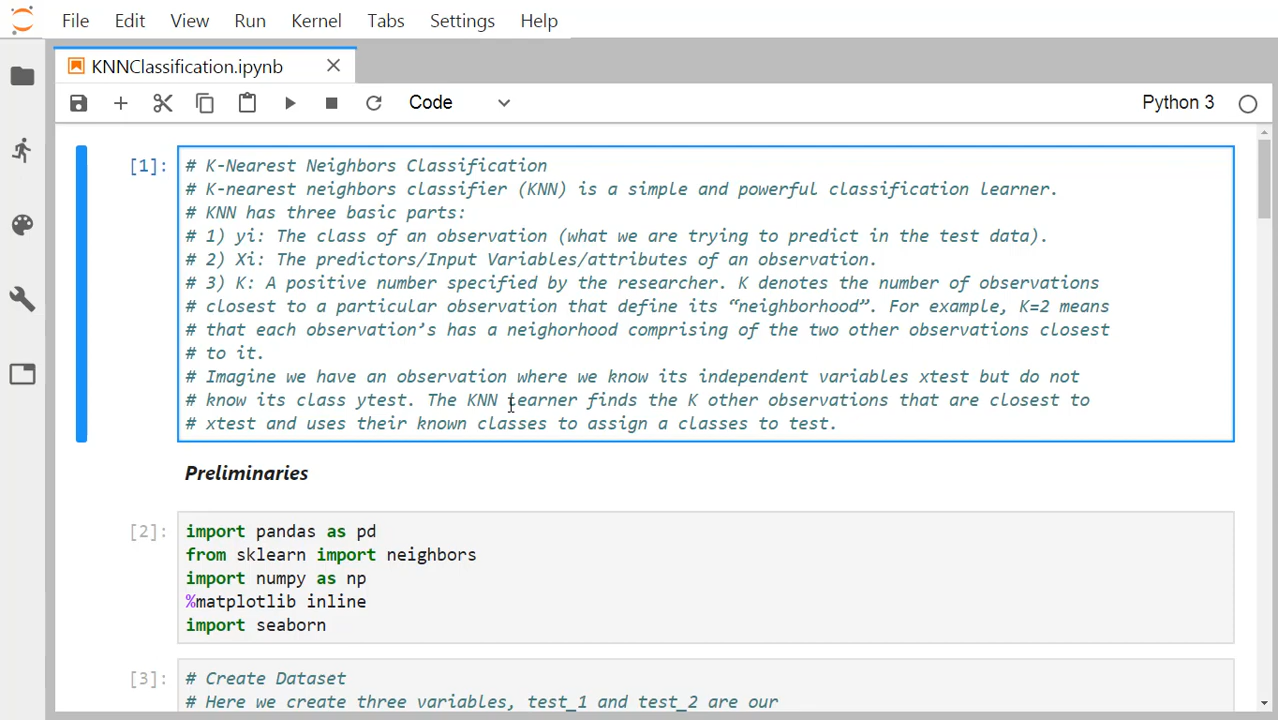 File Edit View Run Kernel Tabs Settings Help
KNNClassification.ipynb
Code Python 3
[1]: # K-Nearest Neighbors Classification
# K-nearest neighbors classifier (KNN) is a simple and powerful classification learner.
# KNN has three basic parts:
# 1) yi: The class of an observation (what we are trying to predict in the test data).
# 2) Xi: The predictors/Input Variables/attributes of an observation.
# 3) K: A positive number specified by the researcher. K denotes the number of observations
# closest to a particular observation that define its “neighborhood”. For example, K=2 means
# that each observation’s has a neighorhood comprising of the two other observations closest
# to it.
# Imagine we have an observation where we know its independent variables xtest but do not
# know its class ytest. The KNN Learner finds the K other observations that are closest to
# xtest and uses their known classes to assign a classes to test.
Preliminaries
[2]: import pandas as pd
from sklearn import neighbors
import numpy as np
%matplotlib inline
import seaborn
[3]: # Create Dataset
# Here we create three variables, test_1 and test_2 are our